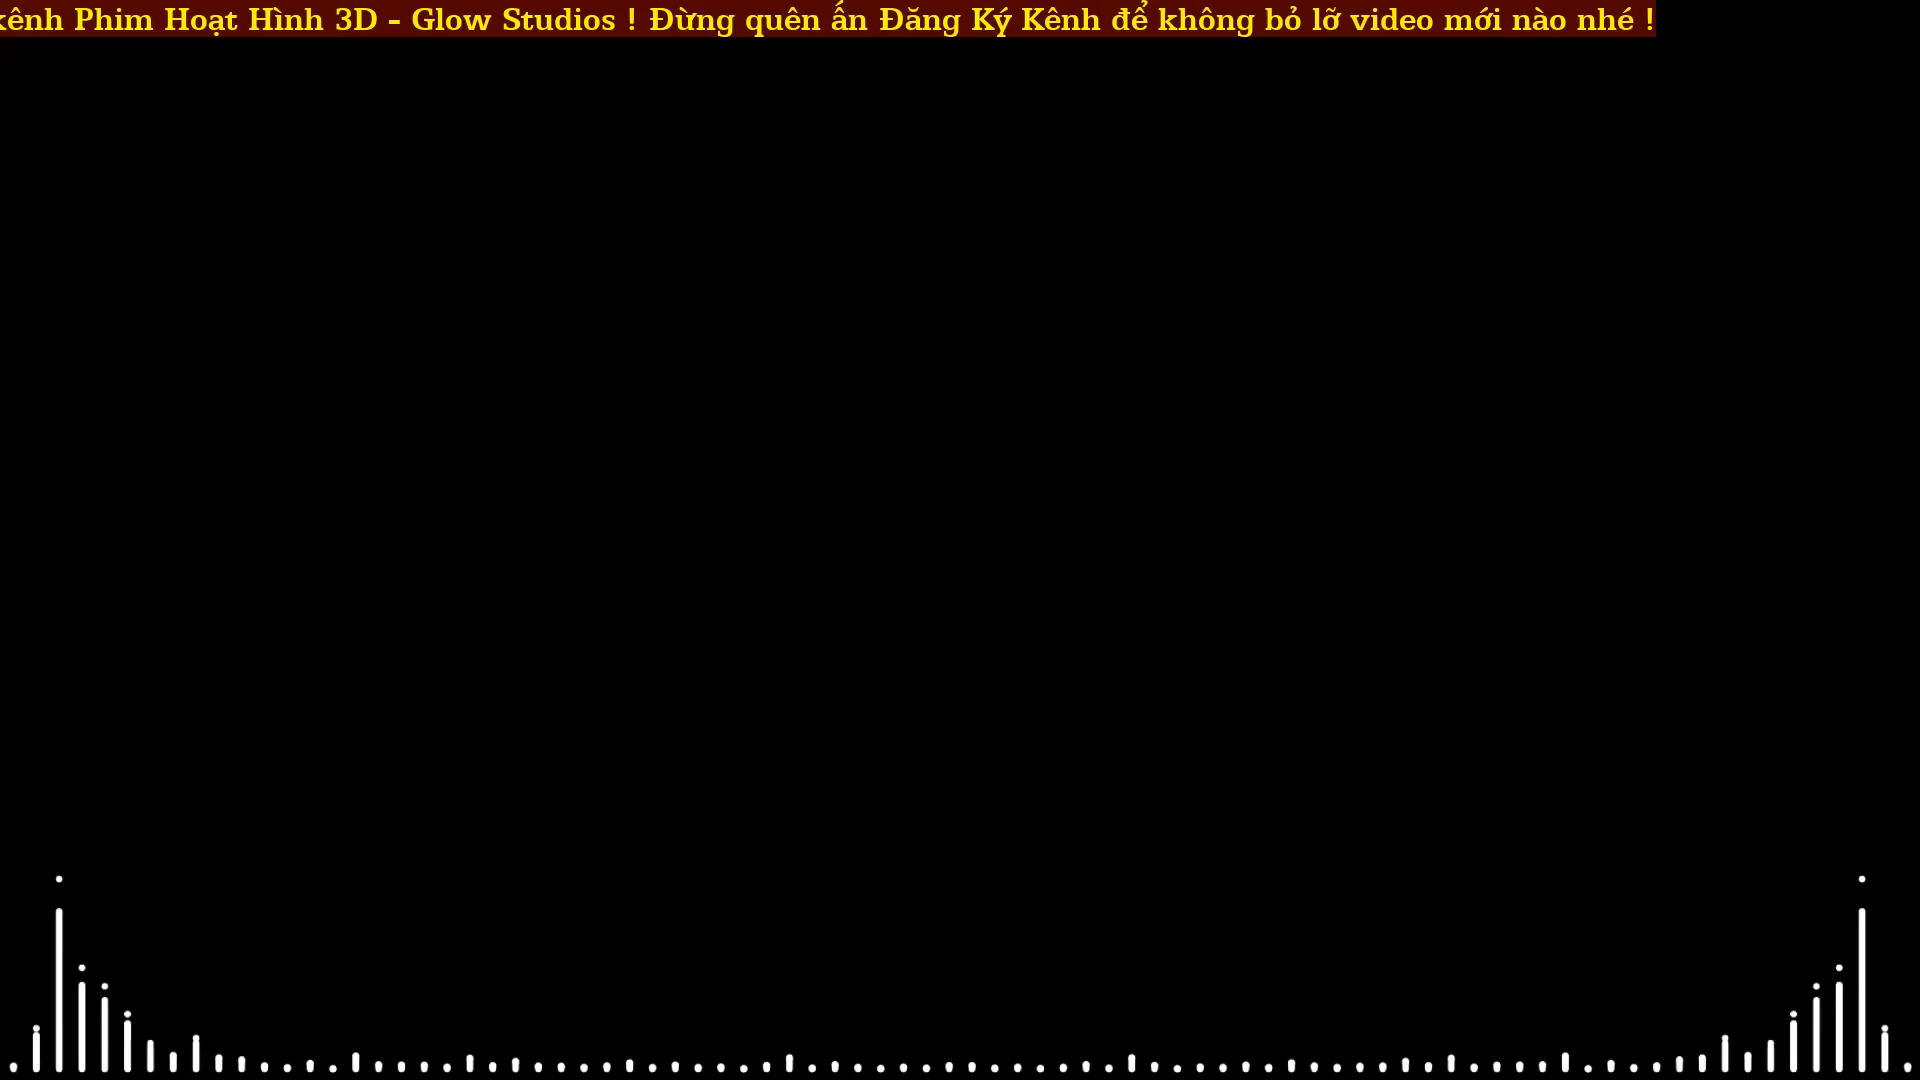 kênh Phim Hoạt Hình 3D - Glow Studios ! Đừng quên ấn Đăng Ký Kênh để không bỏ lỡ video mới nào nhé !